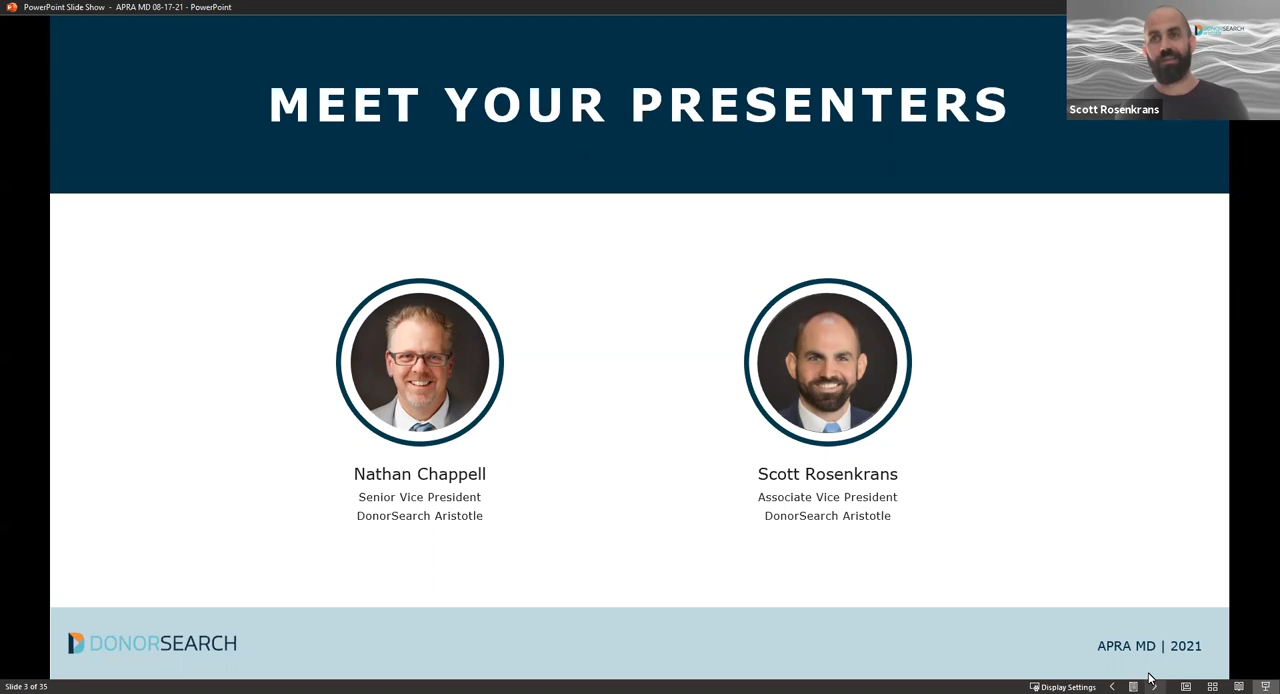 PowerPoint Slide Show - APRA MD 08-17-21 - PowerPoint
DONORSEARCH
Scott Rosenkrans
MEET YOUR PRESENTERS
Nathan Chappell
Senior Vice President
DonorSearch Aristotle
Scott Rosenkrans
Associate Vice President
DonorSearch Aristotle
DONORSEARCH
APRA MD | 2021
Slide 3 of 35
Display Settings